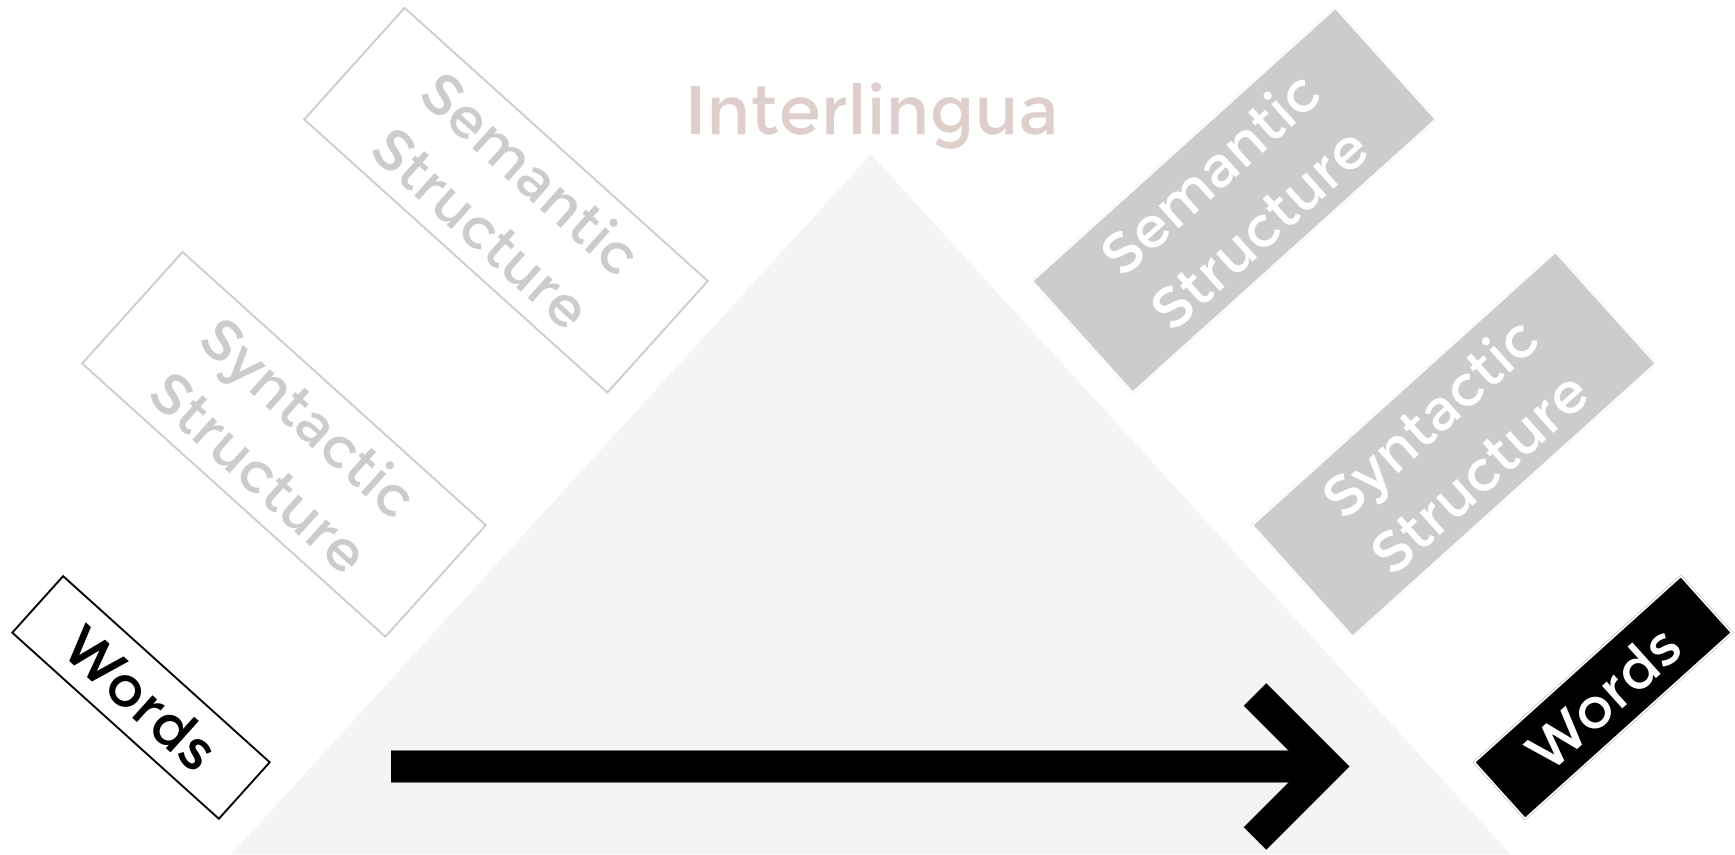 Interlingua
Semantic
Structure
Semantic
Structure
Syntactic
Structure
Syntactic
Structure
Words
Words